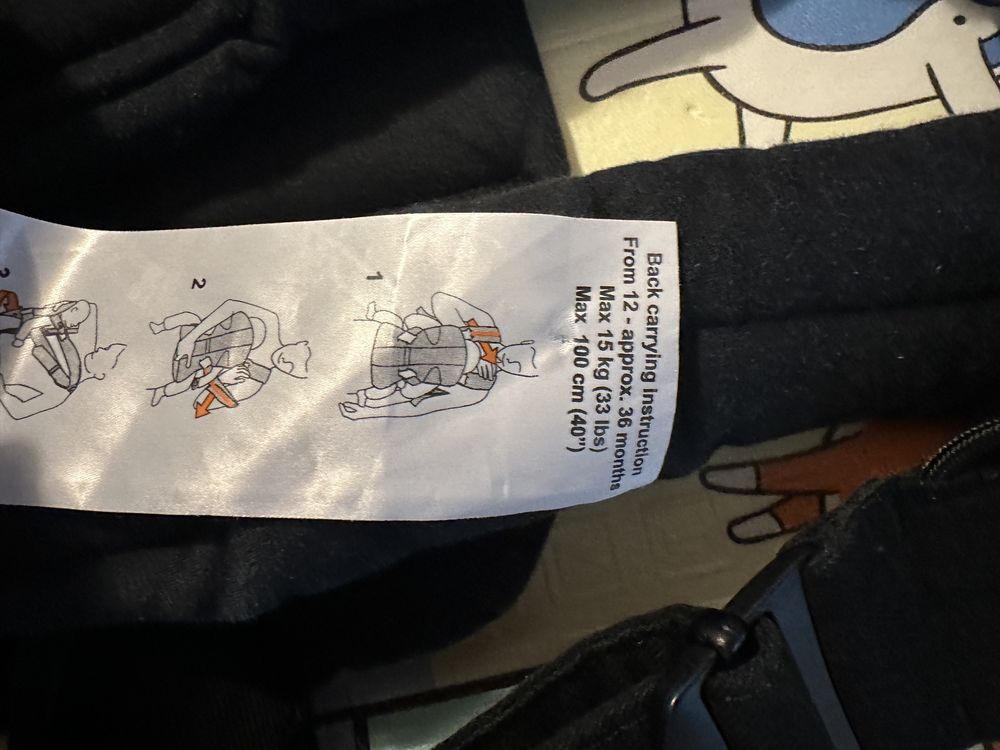 Back carrying instruction
From 12 - approx. 36 months
Max 15 kg (33 lbs)
Max 100 cm (40")
1
2
3